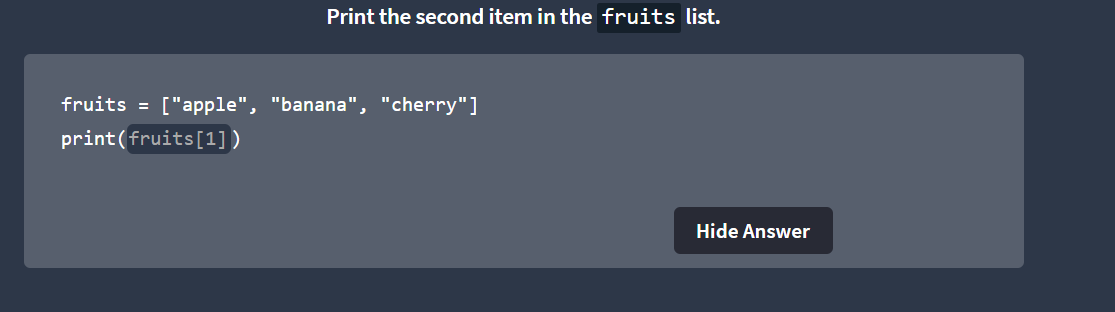 Print the second item in the fruits list.
fruits = ["apple", "banana", "cherry"]
print(fruits[1])
Hide Answer